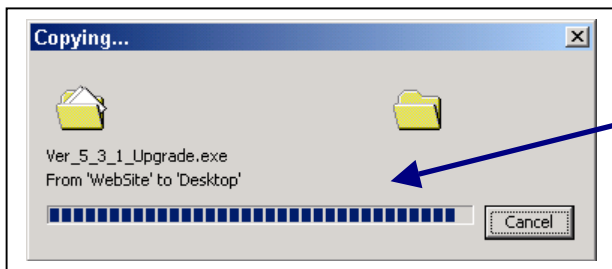 Copying...
Ver_5_3_1_Upgrade.exe
From 'WebSite' to 'Desktop'
Cancel